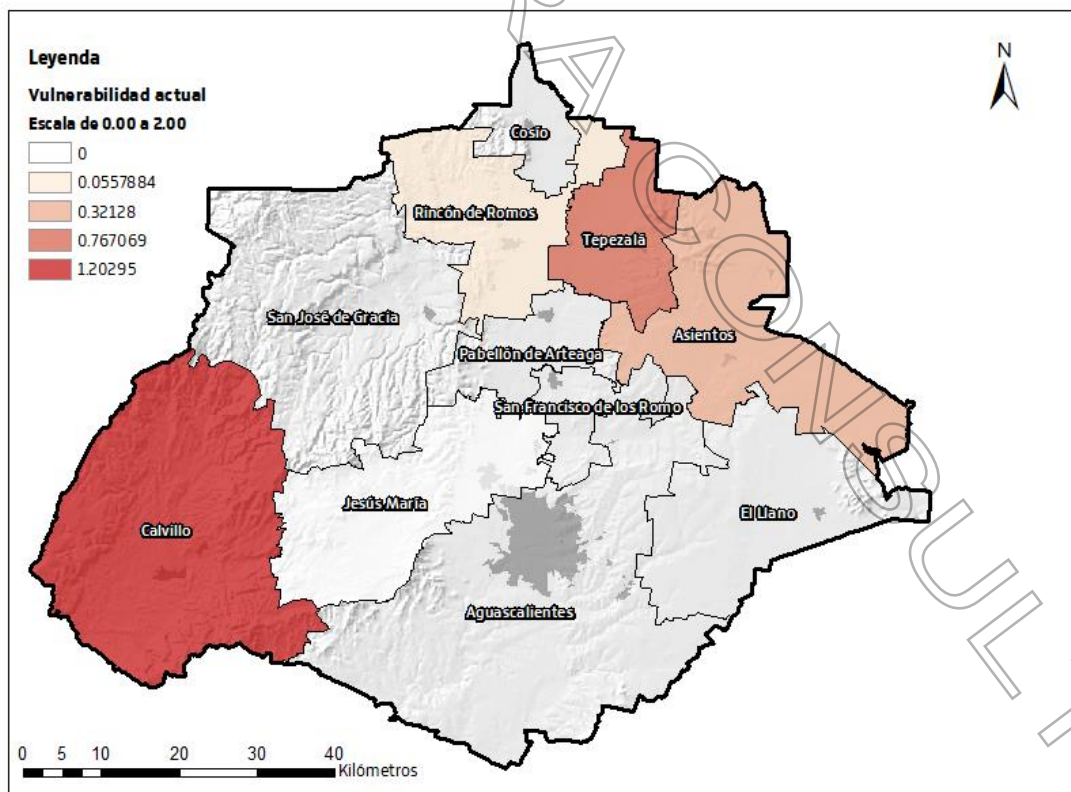 Leyenda
Vulnerabilidad actual
Escala de 0.00 a 2.00
0
0.0557884
0.32128
0.767069
1.20295
N
Cosío
Rincón de Romos
Tepezalá
San José de Gracia
Asientos
Pabellón de Arteaga
San Francisco de los Romo
Jesús María
El Llano
Calvillo
Aguascalientes
0 5 10 20 30 40
Kilómetros
A CONSULT